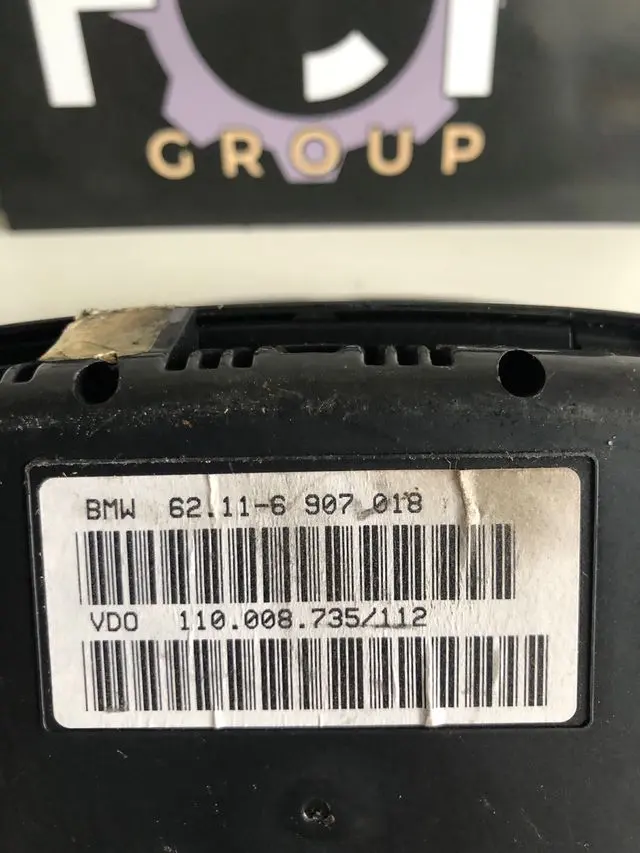 GROUP
BMW 62.11-6 907 018
VDO 110.008.735/112